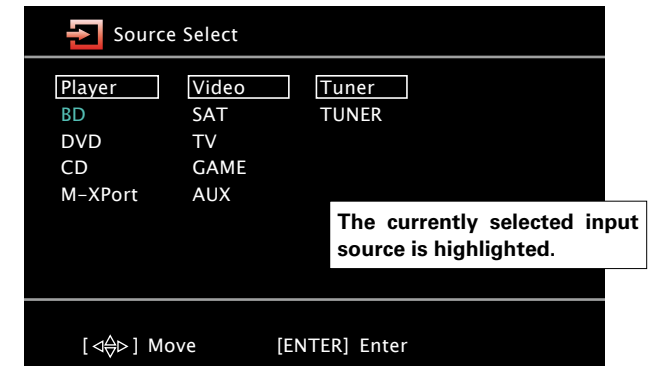 Source Select
Player Video Tuner
BD SAT TUNER
DVD TV
CD GAME
M-XPort AUX
The currently selected input
source is highlighted.
[◁△▽▷] Move [ENTER] Enter